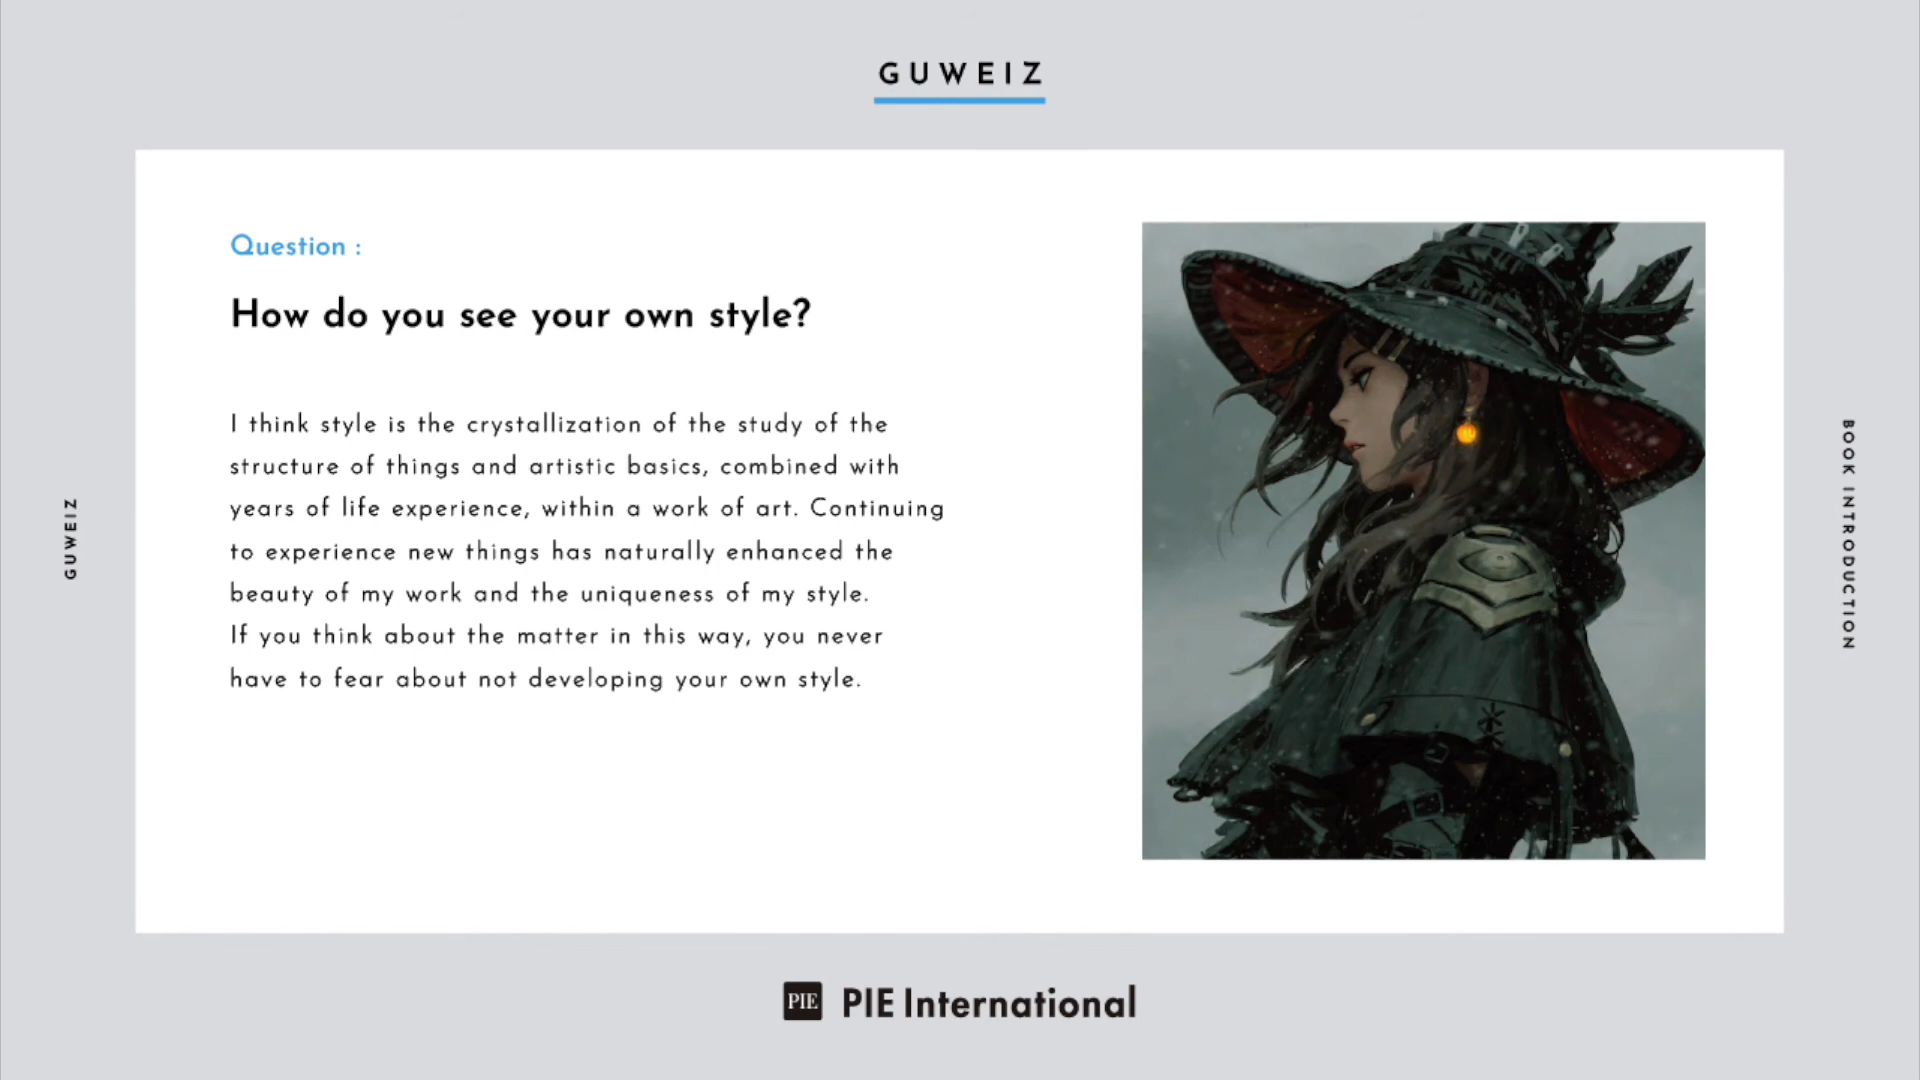 GUWEIZ
Question :
How do you see your own style?
I think style is the crystallization of the study of the
structure of things and artistic basics, combined with
years of life experience, within a work of art. Continuing
to experience new things has naturally enhanced the
beauty of my work and the uniqueness of my style.
If you think about the matter in this way, you never
have to fear about not developing your own style.
GUWEIZ
BOOK INTRODUCTION
PIE PIE International